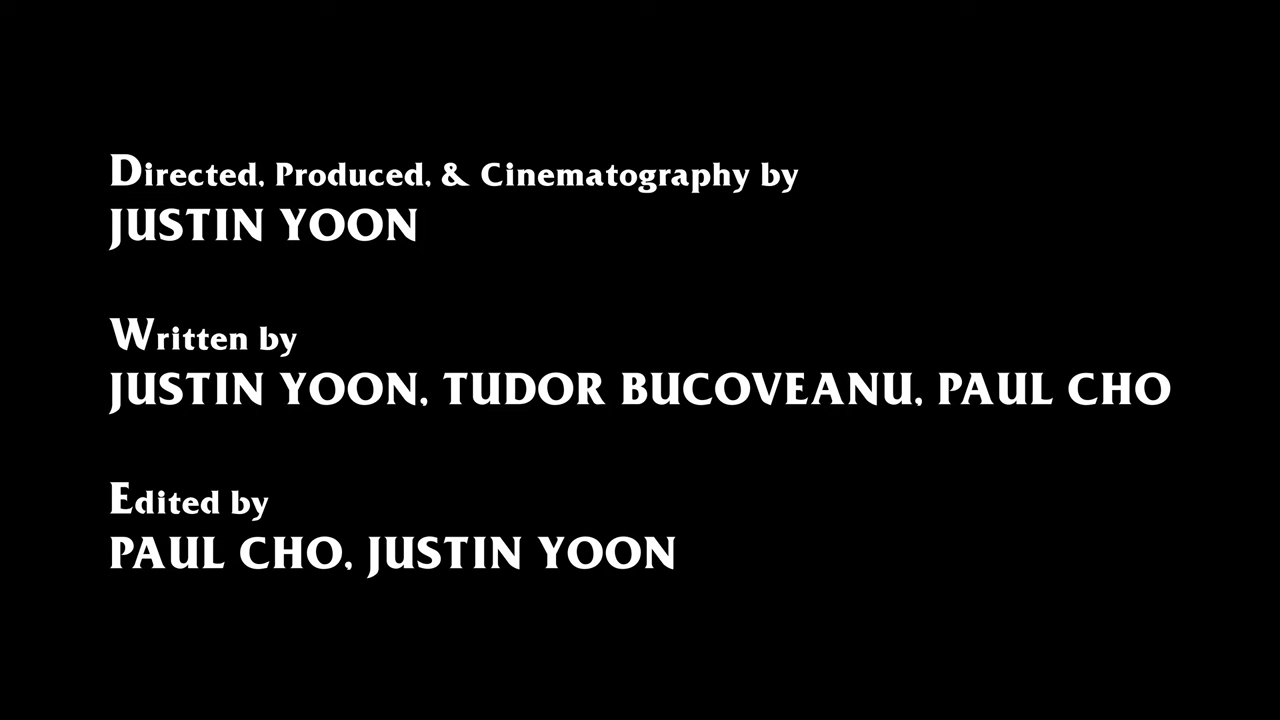 Directed, Produced, & Cinematography by
JUSTIN YOON
Written by
JUSTIN YOON, TUDOR BUCOVEANU, PAUL CHO
Edited by
PAUL CHO, JUSTIN YOON